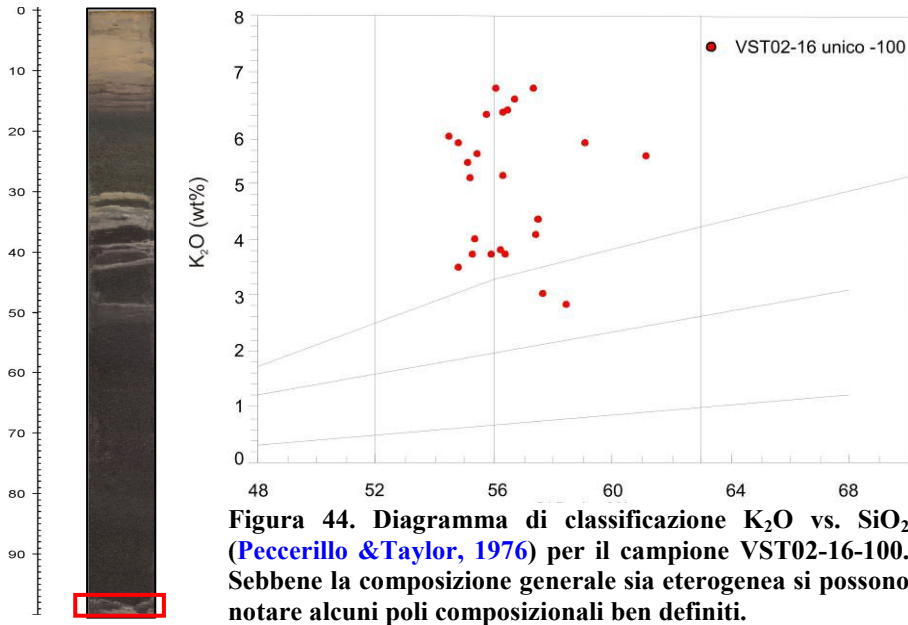 0
10
20
30
40
50
60
70
80
90
8
7
6
5
4
3
2
1
0
K₂O (wt%)
VST02-16 unico -100
48 52 56 60 64 68
Figura 44. Diagramma di classificazione K₂O vs. SiO₂
(Peccerillo &Taylor, 1976) per il campione VST02-16-100.
Sebbene la composizione generale sia eterogenea si possono
notare alcuni poli composizionali ben definiti.